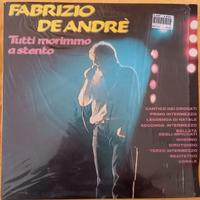 FABRIZIO
DE ANDRÈ
Tutti morimmo
a stento
CANTICO DEI DROGATI
PRIMO INTERMEZZO
LEGGENDA DI NATALE
SECONDO INTERMEZZO
BALLATA
DEGLI IMPICCATI
INVERNO
GIROTONDO
TERZO INTERMEZZO
RECITATIVO
CORALE